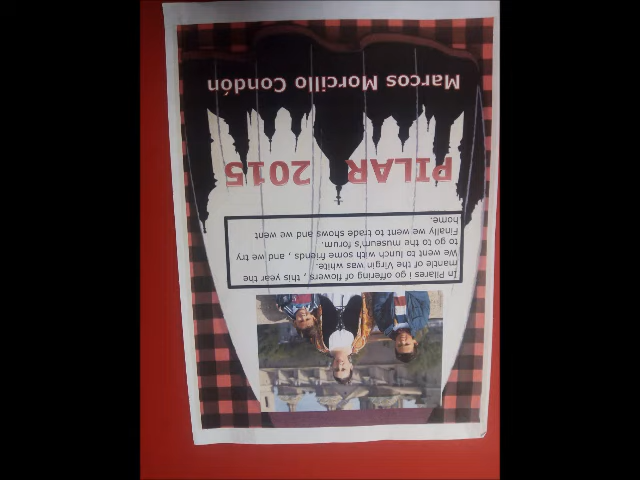 In Pilares i go offering of flowers , this year the
mantle of the Virgin was white.
We went to lunch with some friends , and we try
to go to the museum's forum.
Finally we went to trade shows and we went
home.
PILAR 2015
Marcos Morcillo Condón